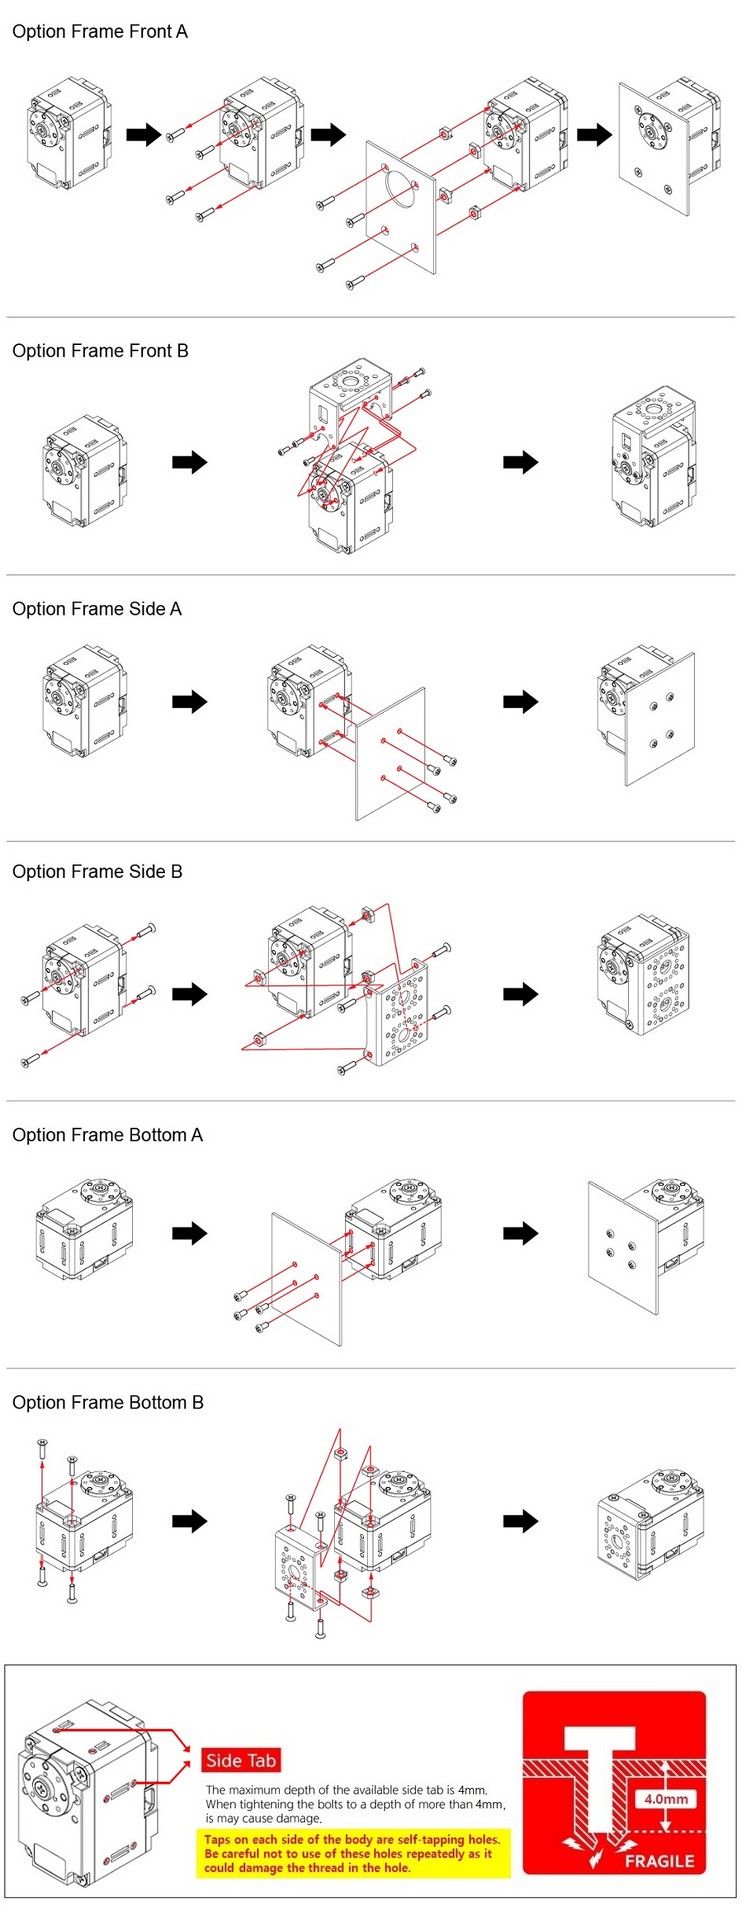 Option Frame Front A
Option Frame Front B
Option Frame Side A
Option Frame Side B
Option Frame Bottom A
Option Frame Bottom B
Side Tab
The maximum depth of the available side tab is 4mm.
When tightening the bolts to a depth of more than 4mm,
is may cause damage.
Taps on each side of the body are self-tapping holes.
Be careful not to use of these holes repeatedly as it
could damage the thread in the hole.
4.0mm
FRAGILE